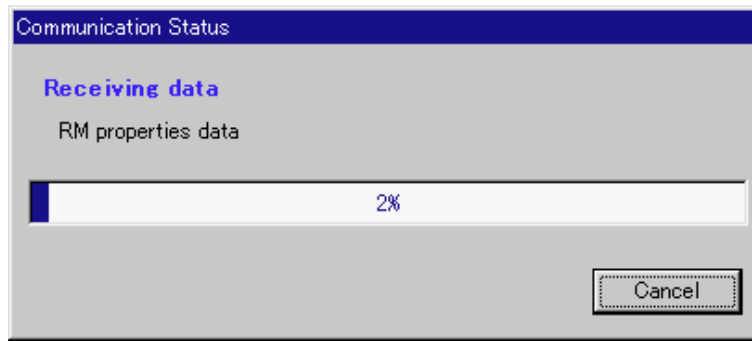 Communication Status
Receiving data
RM properties data
2%
Cancel